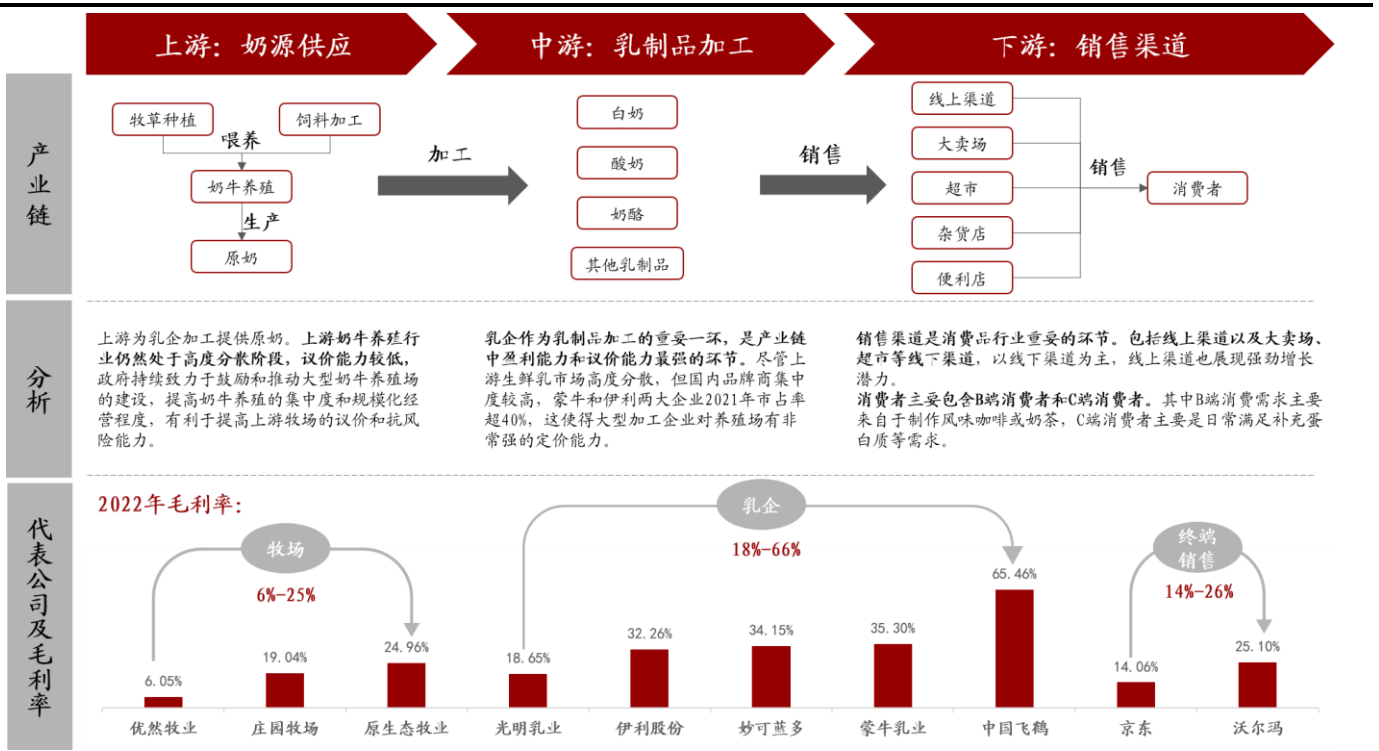 上游：奶源供应
中游：乳制品加工
下游：销售渠道
产业链
牧草种植
饲料加工
喂养
奶牛养殖
生产
原奶
加工
白奶
酸奶
奶酪
其他乳制品
销售
线上渠道
大卖场
超市
杂货店
便利店
销售
消费者
分析
上游为乳企加工提供原奶。上游奶牛养殖行
业仍然处于高度分散阶段，议价能力较低，
政府持续致力于鼓励和推动大型奶牛养殖场
的建设，提高奶牛养殖的集中度和规模化经
营程度，有利于提高上游牧场的议价和抗风
险能力。
乳企作为乳制品加工的重要一环，是产业链
中盈利能力和议价能力最强的环节。尽管上
游生鲜乳市场高度分散，但国内品牌商集中
度较高，蒙牛和伊利两大企业2021年市占率
超40%，这使得大型加工企业对养殖场有非
常强的定价能力。
销售渠道是消费品行业重要的环节。包括线上渠道以及大卖场、
超市等线下渠道，以线下渠道为主，线上渠道也展现强劲增长
潜力。
消费者主要包含B端消费者和C端消费者。其中B端消费需求主要
来自于制作风味咖啡或奶茶，C端消费者主要是日常满足补充蛋
白质等需求。
代表公司及毛利率
2022年毛利率：
牧场
6%-25%
乳企
18%-66%
终端
销售
14%-26%
6.05%
19.04%
24.96%
18.65%
32.26%
34.15%
35.30%
65.46%
14.06%
25.10%
优然牧业
庄园牧场
原生态牧业
光明乳业
伊利股份
妙可蓝多
蒙牛乳业
中国飞鹤
京东
沃尔玛